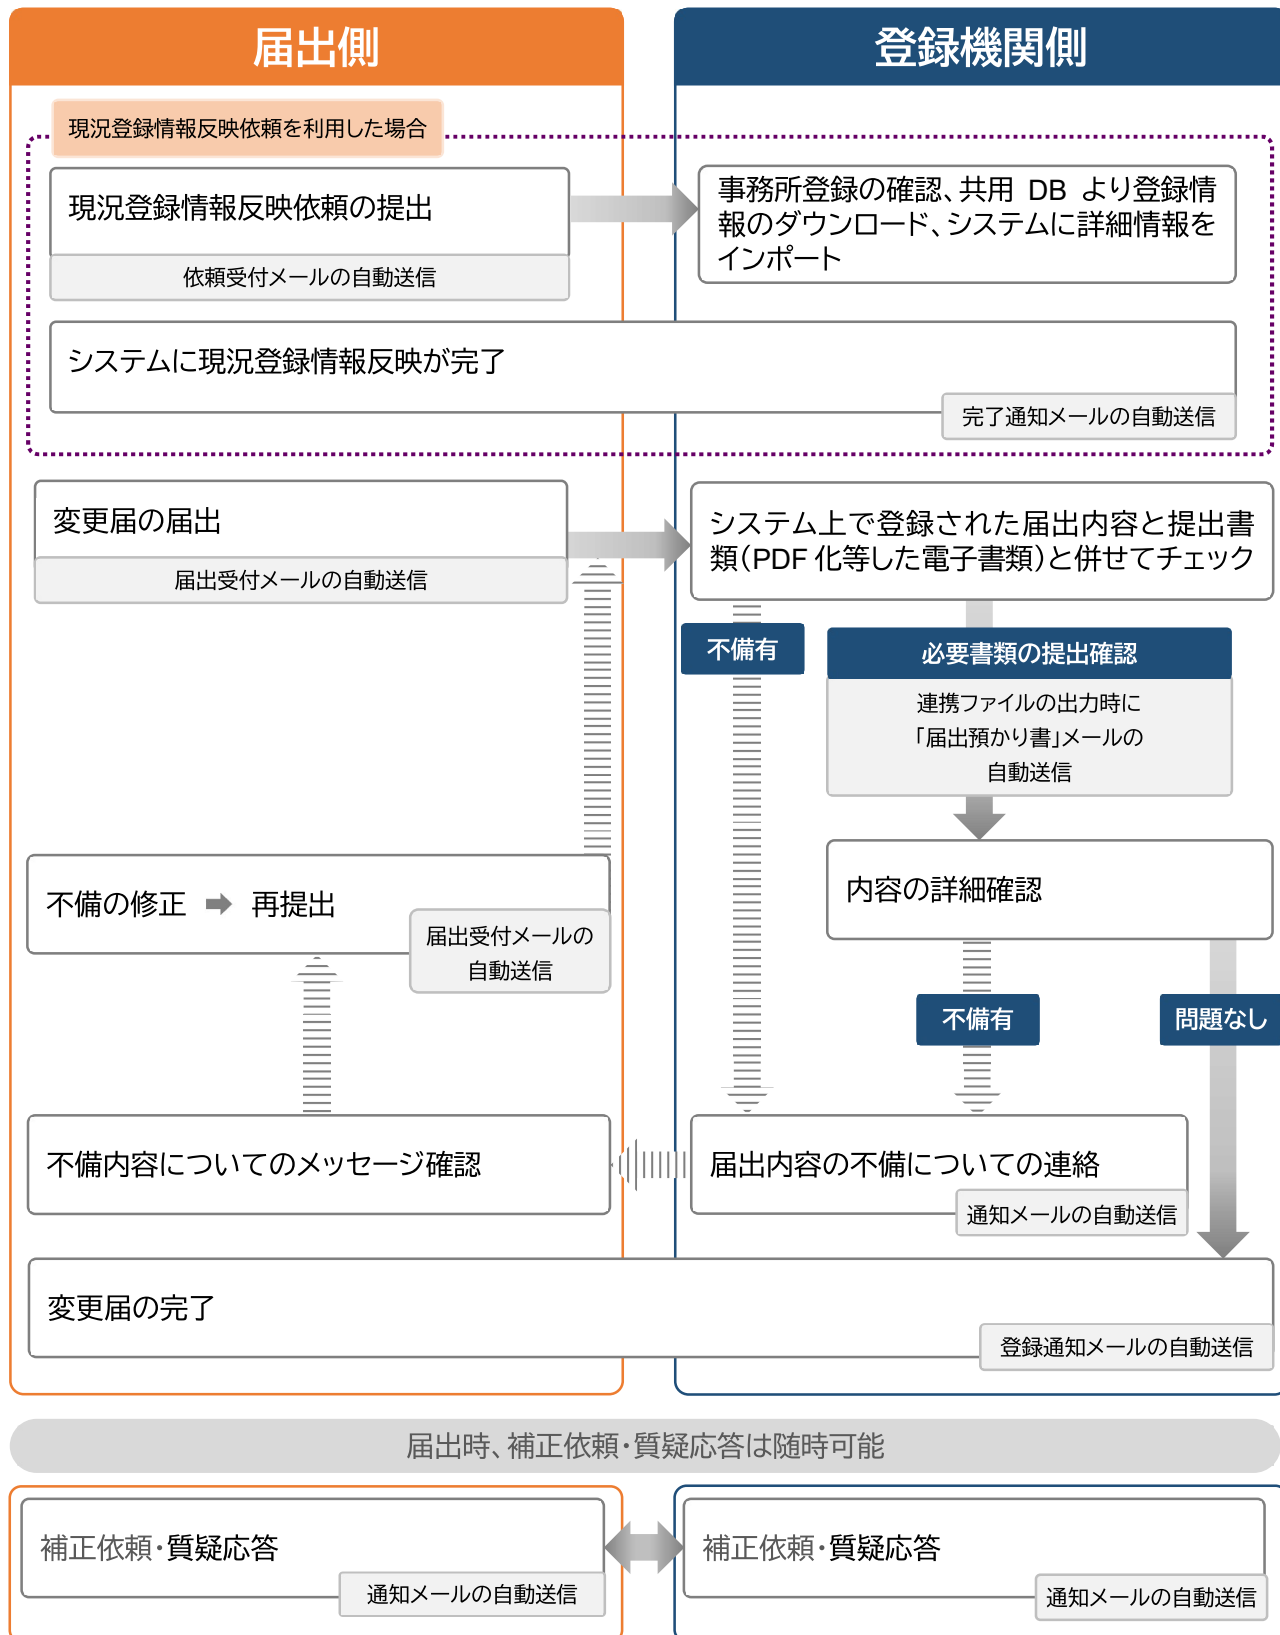 届出側
登録機関側
現況登録情報反映依頼を利用した場合
現況登録情報反映依頼の提出
依頼受付メールの自動送信
事務所登録の確認、共用 DB より登録情
報のダウンロード、システムに詳細情報を
インポート
システムに現況登録情報反映が完了
完了通知メールの自動送信
変更届の届出
届出受付メールの自動送信
システム上で登録された届出内容と提出書
類（PDF 化等した電子書類）と併せてチェック
不備有
必要書類の提出確認
連携ファイルの出力時に
「届出預かり書」メールの
自動送信
内容の詳細確認
不備の修正 ➡ 再提出
届出受付メールの
自動送信
不備有
問題なし
不備内容についてのメッセージ確認
届出内容の不備についての連絡
通知メールの自動送信
変更届の完了
登録通知メールの自動送信
届出時、補正依頼・質疑応答は随時可能
補正依頼・質疑応答
通知メールの自動送信
補正依頼・質疑応答
通知メールの自動送信